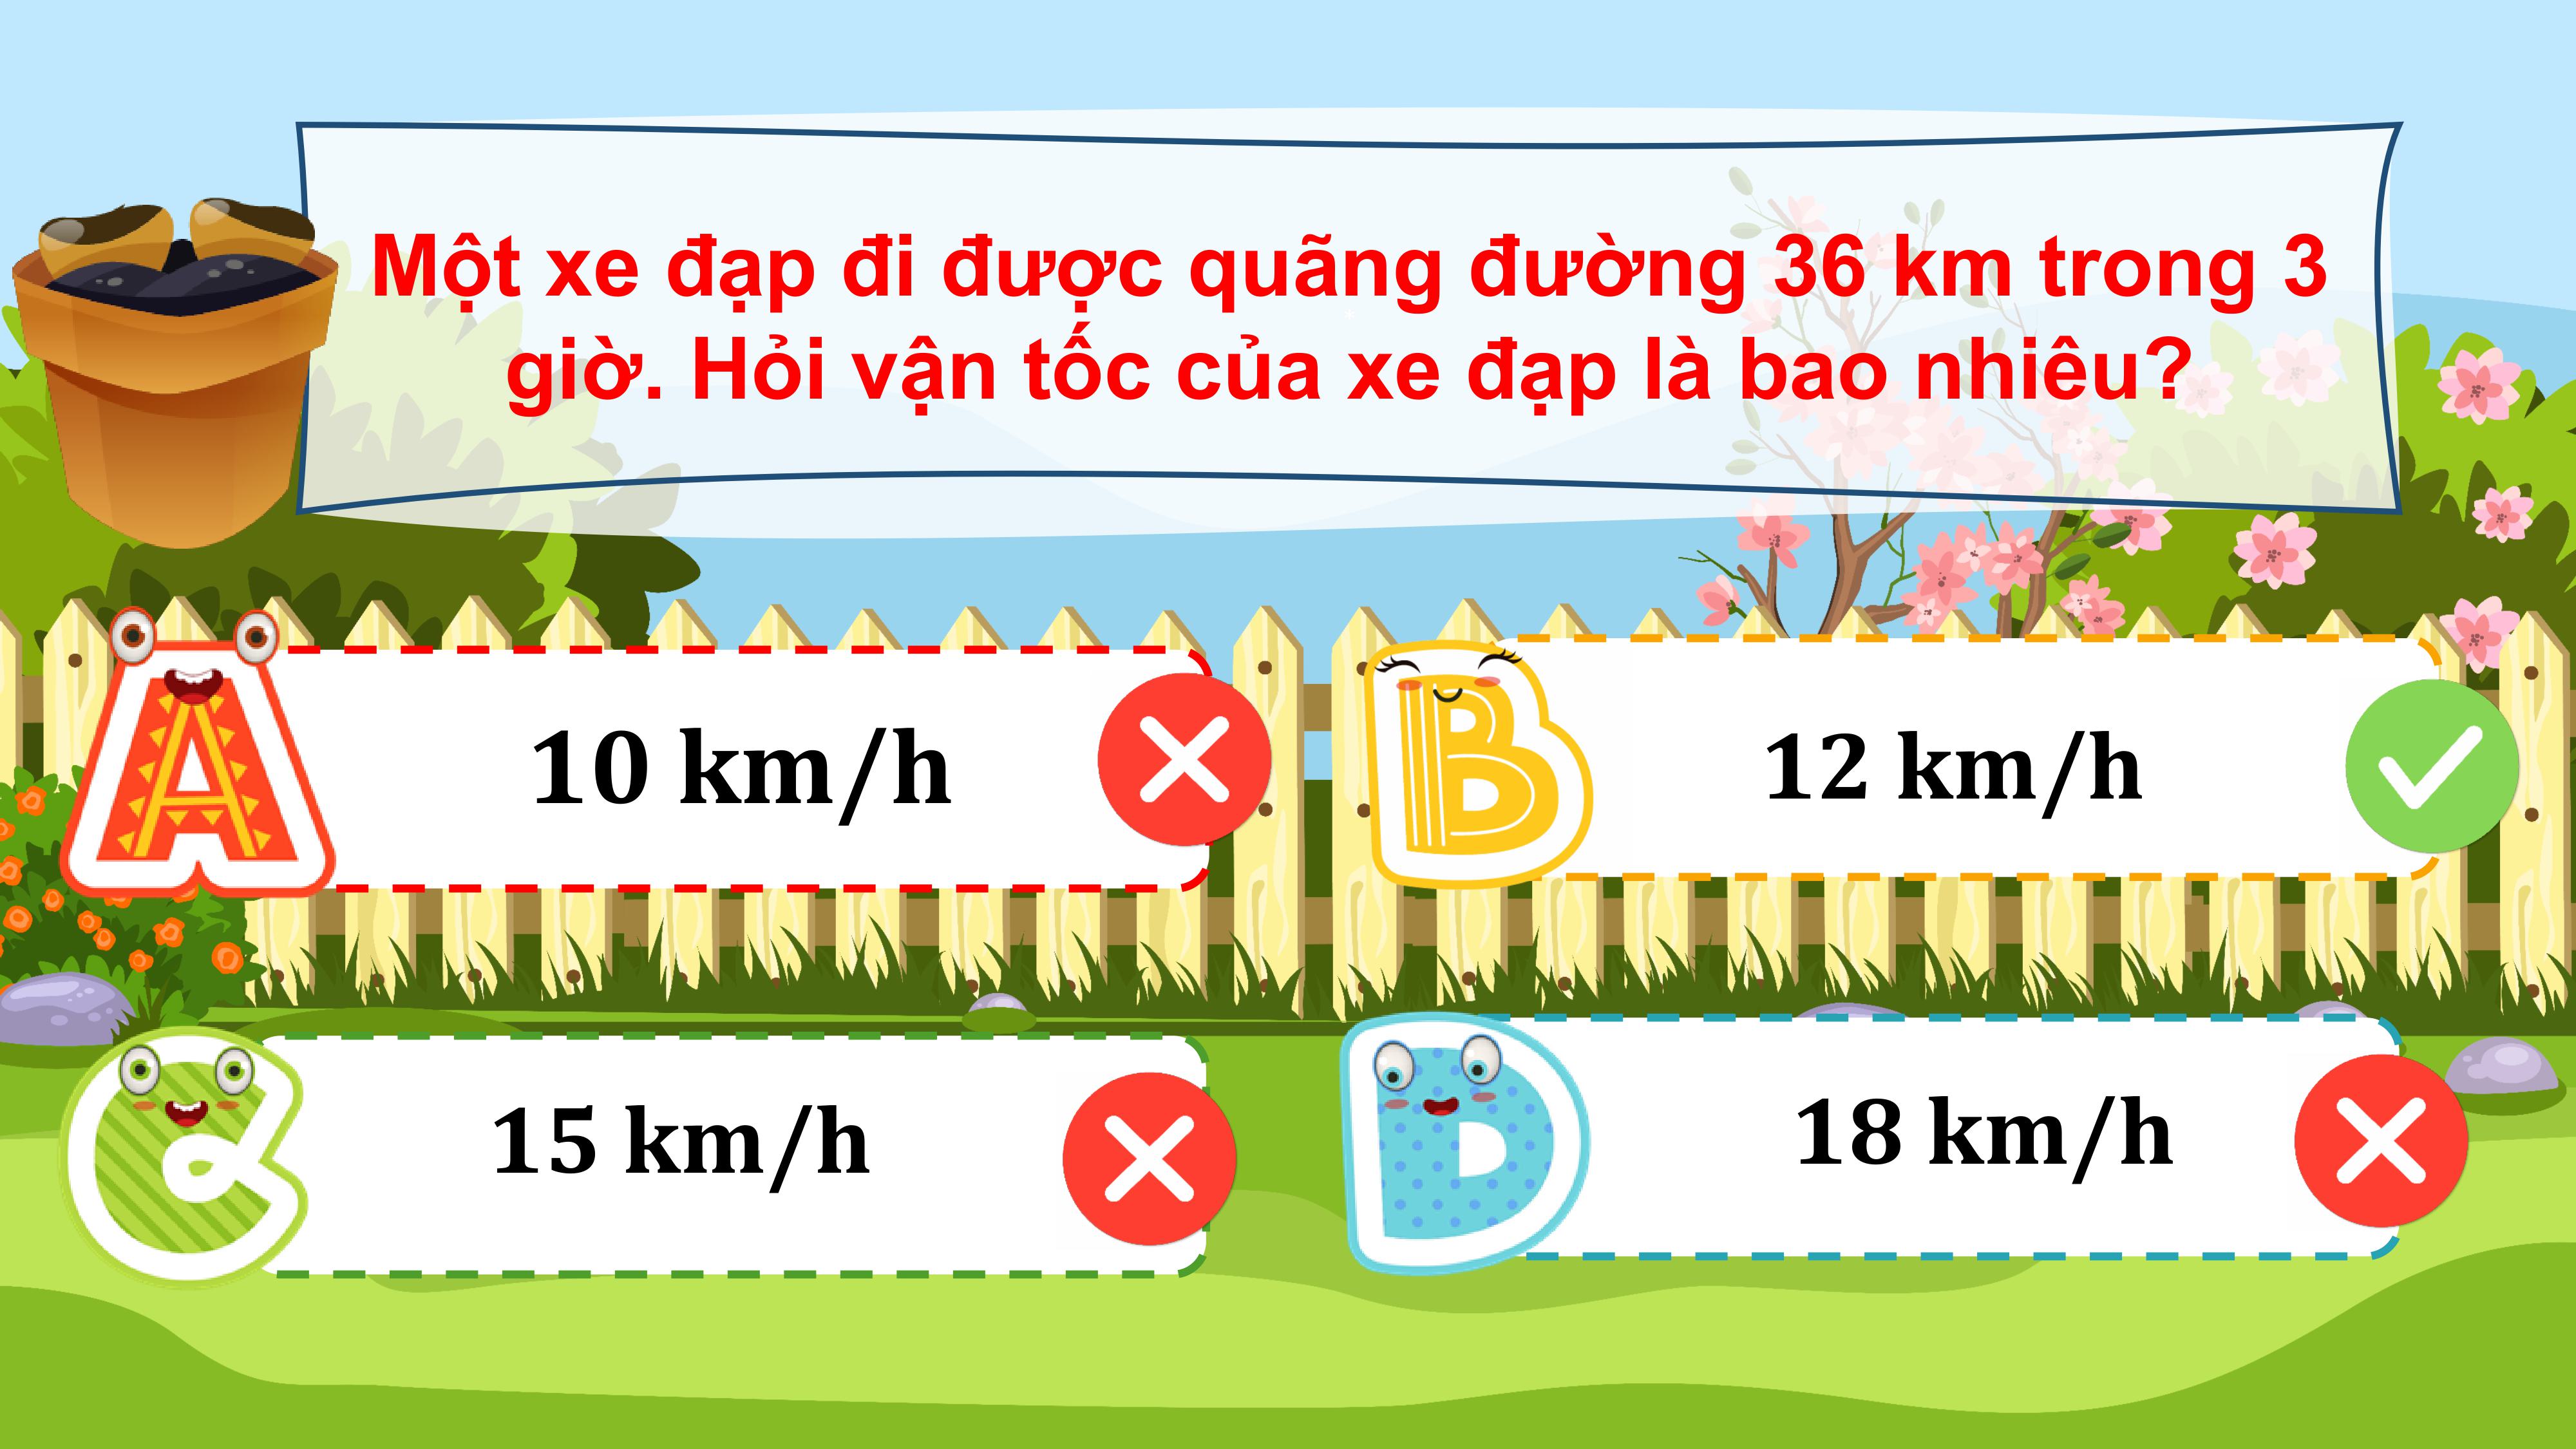 Một xe đạp đi được quãng đường 36 km trong 3
giờ. Hỏi vận tốc của xe đạp là bao nhiêu?
A
10 km/h
B
12 km/h
C
15 km/h
D
18 km/h